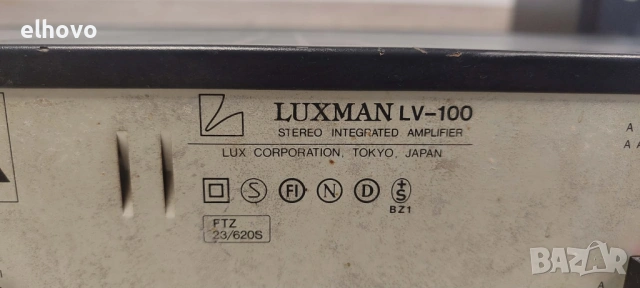 elhovo
LUXMAN LV-100
STEREO INTEGRATED AMPLIFIER
LUX CORPORATION, TOKYO, JAPAN
S FI N D +S
BZ1
FTZ
23/620S
A
A A
A
BAZAR